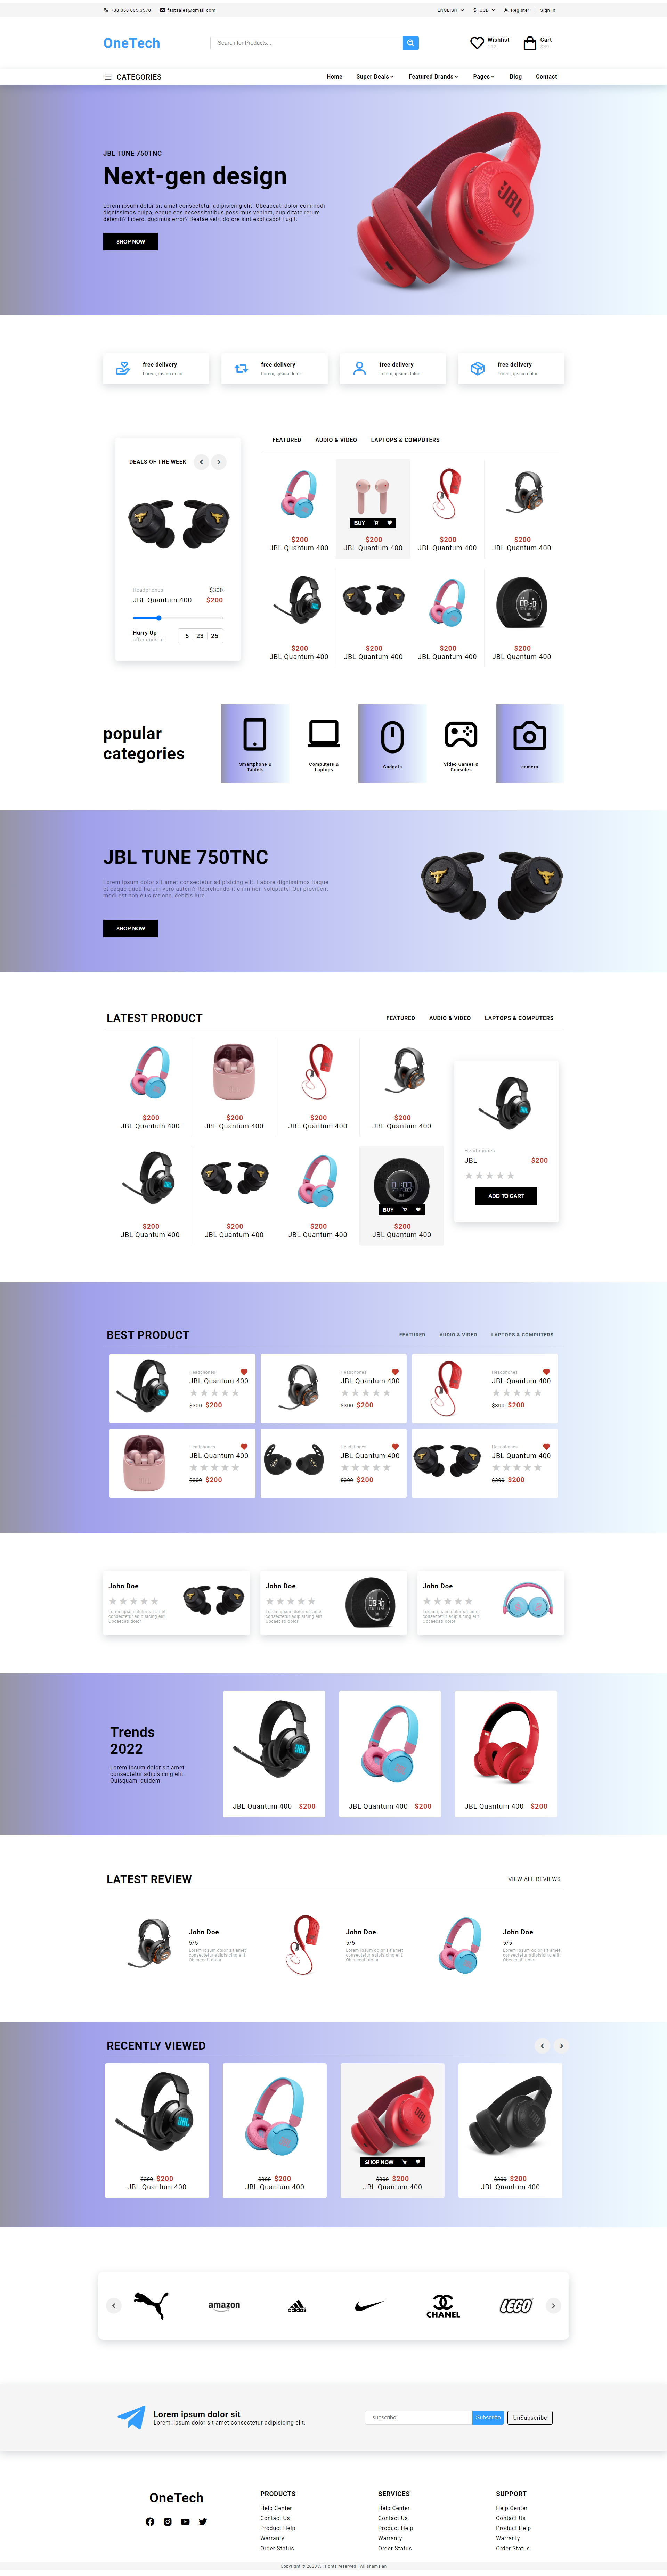 +38 068 005 3570 fastsales@gmail.com ENGLISH $ USD Register Sign in
OneTech Search for Products... Wishlist Cart
CATEGORIES Home Super Deals Featured Brands Pages Blog Contact
JBL TUNE 750TNC
Next-gen design
Lorem ipsum dolor sit amet consectetur adipisicing elit. Obcaecati dolor commodi
dignissimos culpa, eaque eos necessitatibus possimus veniam, cupiditate rerum
deleniti? Libero, ducimus error? Beatae velit dolore sint explicabo! Fugit.
SHOP NOW
free delivery free delivery free delivery free delivery
Lorem, ipsum dolor. Lorem, ipsum dolor. Lorem, ipsum dolor. Lorem, ipsum dolor.
DEALS OF THE WEEK
Headphones $300
JBL Quantum 400 $200
Hurry Up
offer ends in: 5 23 25
FEATURED AUDIO & VIDEO LAPTOPS & COMPUTERS
BUY
$200 $200 $200 $200
JBL Quantum 400 JBL Quantum 400 JBL Quantum 400 JBL Quantum 400
$200 $200 $200 $200
JBL Quantum 400 JBL Quantum 400 JBL Quantum 400 JBL Quantum 400
popular
categories
Smartphone &
Tablets
Computers &
Laptops
Gadgets
Video Games &
Consoles
camera
JBL TUNE 750TNC
Lorem ipsum dolor sit amet consectetur adipisicing elit. Labore dignissimos itaque
et eaque quod harum vero autem? Reprehenderit enim non voluptate! Qui provident
modi est non eius ratione, debitis iure.
SHOP NOW
LATEST PRODUCT FEATURED AUDIO & VIDEO LAPTOPS & COMPUTERS
$200 $200 $200 $200
JBL Quantum 400 JBL Quantum 400 JBL Quantum 400 JBL Quantum 400
BUY
$200 $200 $200 $200
JBL Quantum 400 JBL Quantum 400 JBL Quantum 400 JBL Quantum 400
Headphones
JBL $200
ADD TO CART
BEST PRODUCT FEATURED AUDIO & VIDEO LAPTOPS & COMPUTERS
Headphones Headphones Headphones
JBL Quantum 400 JBL Quantum 400 JBL Quantum 400
$300 $200 $300 $200 $300 $200
Headphones Headphones Headphones
JBL Quantum 400 JBL Quantum 400 JBL Quantum 400
$300 $200 $300 $200 $300 $200
John Doe John Doe John Doe
Lorem ipsum dolor sit amet Lorem ipsum dolor sit amet Lorem ipsum dolor sit amet
consectetur adipisicing elit. consectetur adipisicing elit. consectetur adipisicing elit.
Obcaecati dolor Obcaecati dolor Obcaecati dolor
Trends
2022
Lorem ipsum dolor sit amet
consectetur adipisicing elit.
Quisquam, quidem.
JBL Quantum 400 $200 JBL Quantum 400 $200 JBL Quantum 400 $200
LATEST REVIEW VIEW ALL REVIEWS
John Doe John Doe John Doe
5/5 5/5 5/5
Lorem ipsum dolor sit amet Lorem ipsum dolor sit amet Lorem ipsum dolor sit amet
consectetur adipisicing elit. consectetur adipisicing elit. consectetur adipisicing elit.
Obcaecati dolor Obcaecati dolor Obcaecati dolor
RECENTLY VIEWED
SHOP NOW
$300 $200 $300 $200 $300 $200 $300 $200
JBL Quantum 400 JBL Quantum 400 JBL Quantum 400 JBL Quantum 400
amazon adidas CHANEL LEGO
Lorem ipsum dolor sit
Lorem, ipsum dolor sit amet consectetur adipisicing elit.
subscribe Subscribe UnSubscribe
OneTech
PRODUCTS SERVICES SUPPORT
Help Center Help Center Help Center
Contact Us Contact Us Contact Us
Product Help Product Help Product Help
Warranty Warranty Warranty
Order Status Order Status Order Status
Copyright © 2020 All rights reserved | Ali shamsian